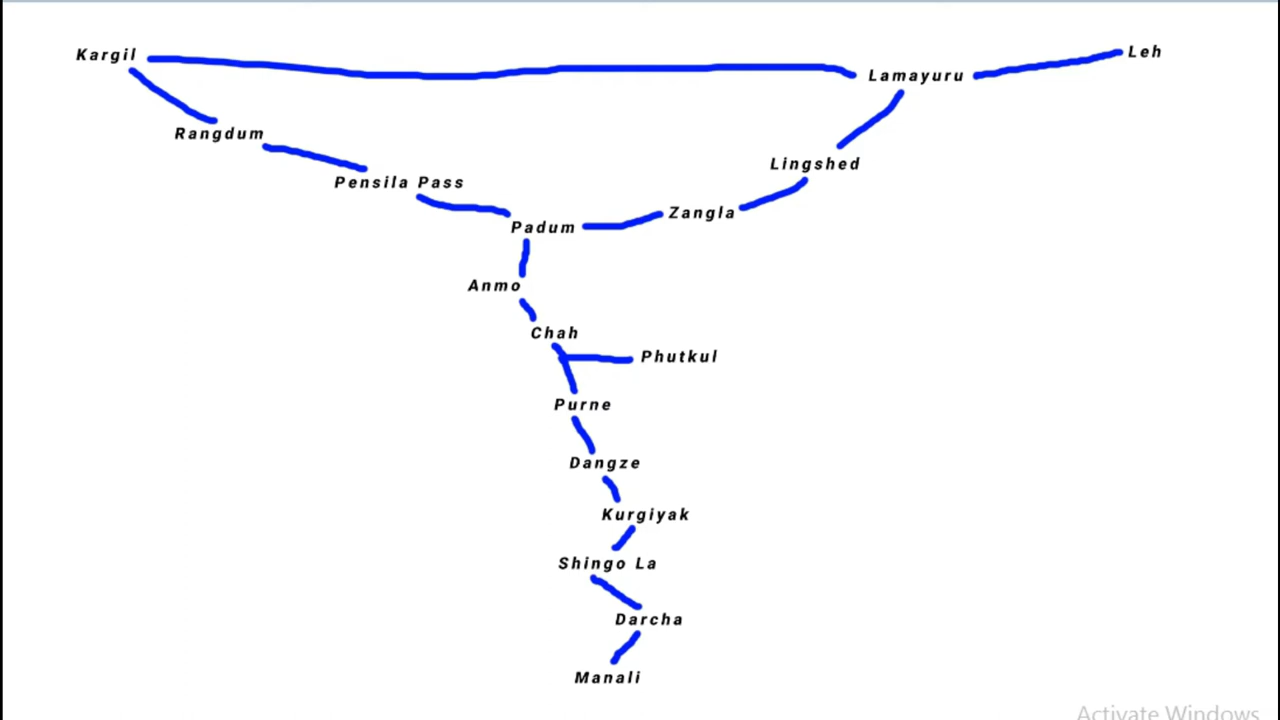 Kargil
Leh
Lamayuru
Rangdum
Lingshed
Pensila Pass
Zangla
Padum
Anmo
Chah
Phutkul
Purne
Dangze
Kurgiyak
Shingo La
Darcha
Manali
Activate Windows